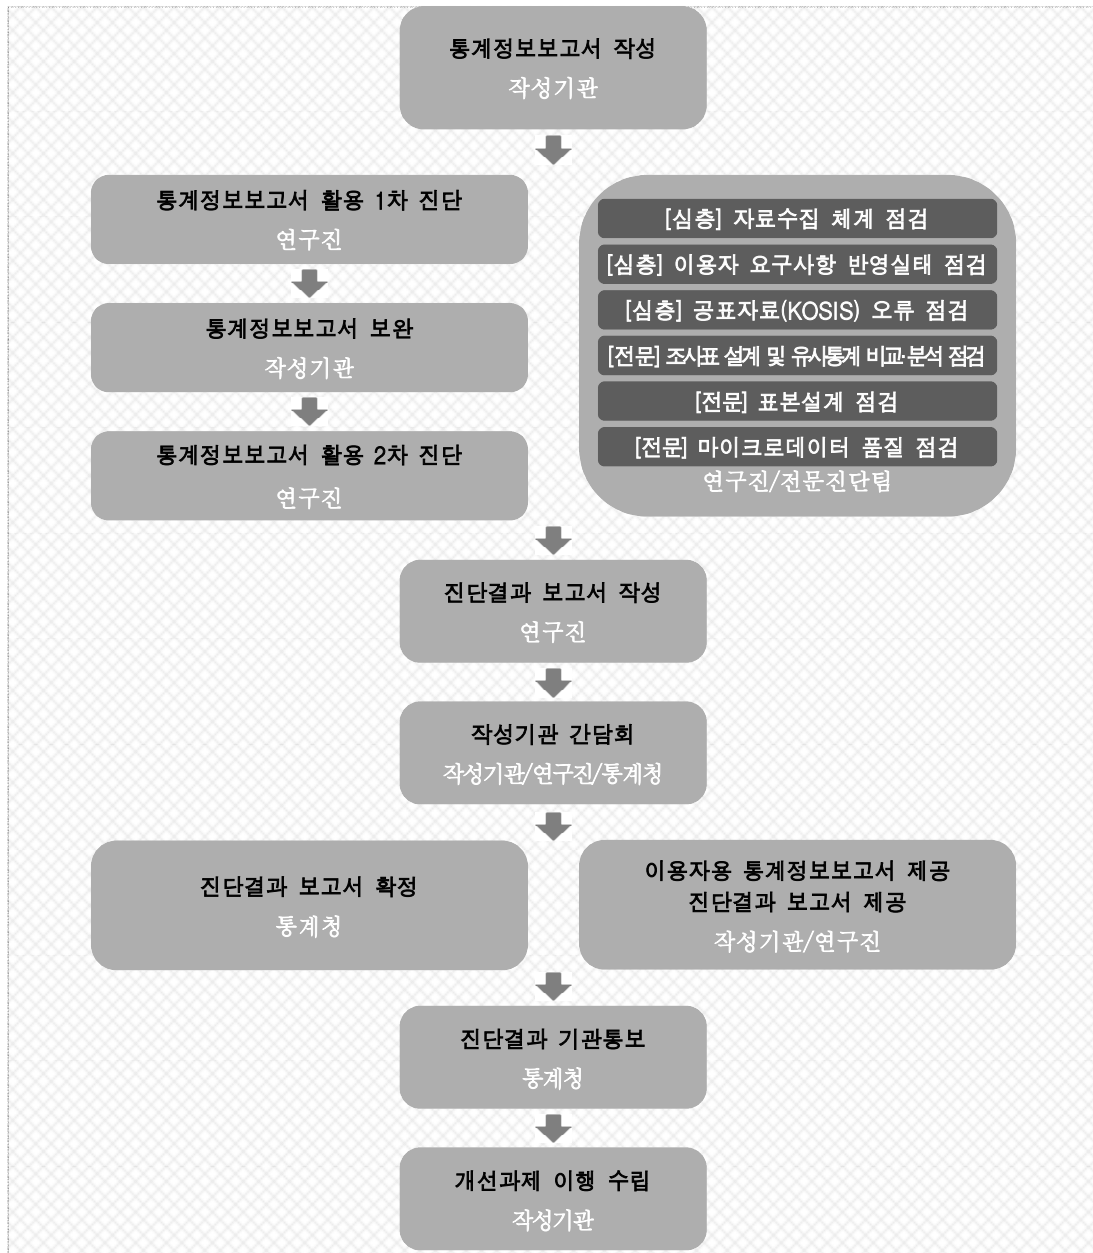 통계정보보고서 작성
작성기관
통계정보보고서 활용 1차 진단
연구진
통계정보보고서 보완
작성기관
통계정보보고서 활용 2차 진단
연구진
[심층] 자료수집 체계 점검
[심층] 이용자 요구사항 반영실태 점검
[심층] 공표자료(KOSIS) 오류 점검
[전문] 조사표 설계 및 유사통계 비교·분석 점검
[전문] 표본설계 점검
[전문] 마이크로데이터 품질 점검
연구진/전문진단팀
진단결과 보고서 작성
연구진
작성기관 간담회
작성기관/연구진/통계청
진단결과 보고서 확정
통계청
이용자용 통계정보보고서 제공
진단결과 보고서 제공
작성기관/연구진
진단결과 기관통보
통계청
개선과제 이행 수립
작성기관